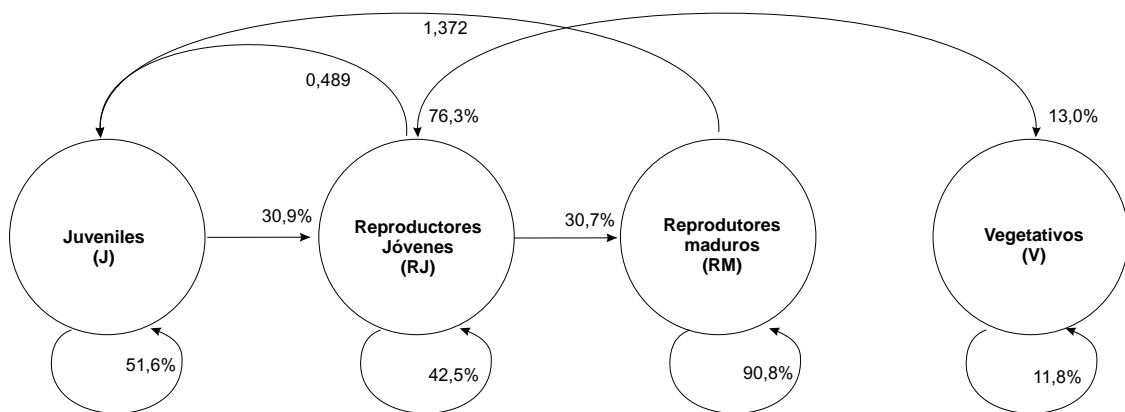 1,372
0,489
76,3%
13,0%
30,9%
30,7%
Juveniles
(J)
Reproductores
Jóvenes
(RJ)
Reprodutores
maduros
(RM)
Vegetativos
(V)
51,6%
42,5%
90,8%
11,8%